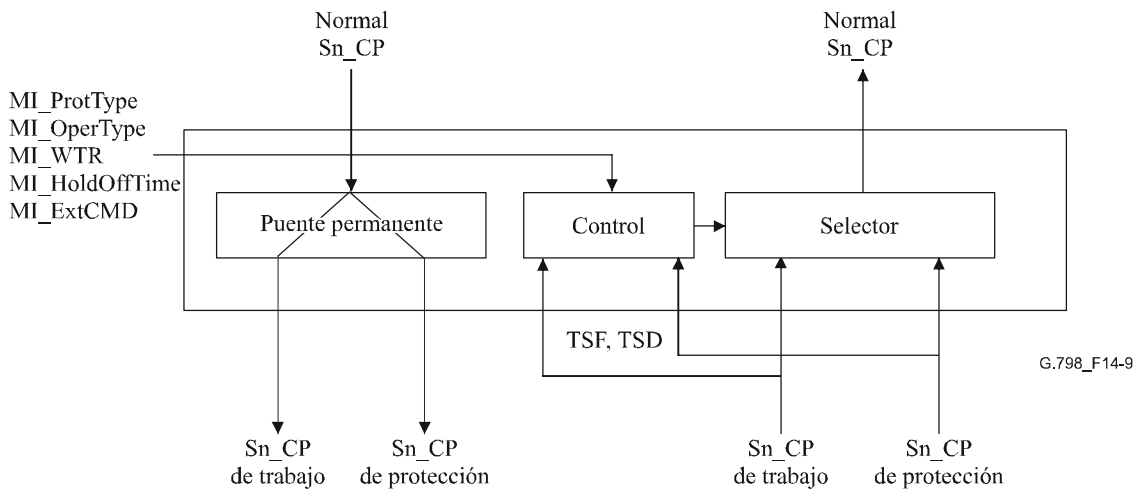 Normal
Sn_CP
Normal
Sn_CP
MI_ProtType
MI_OperType
MI_WTR
MI_HoldOffTime
MI_ExtCMD
Puente permanente
Control
Selector
TSF, TSD
G.798_F14-9
Sn_CP
de trabajo
Sn_CP
de protección
Sn_CP
de trabajo
Sn_CP
de protección